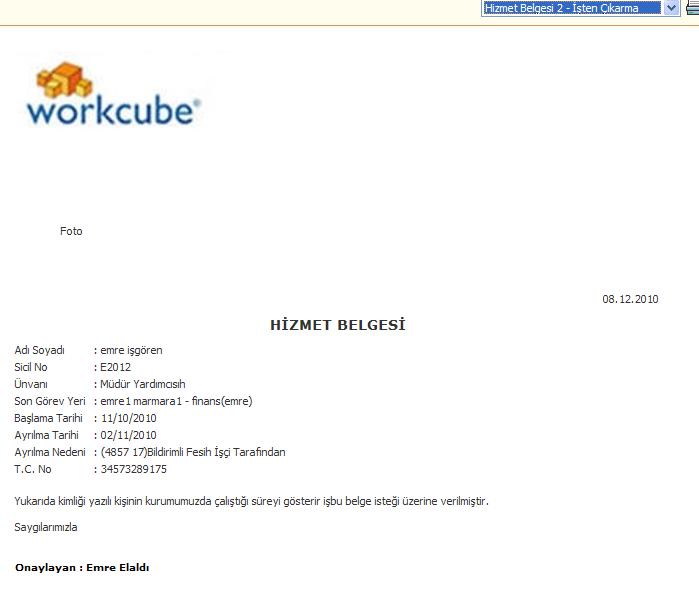 Hizmet Belgesi 2 - İşten Çıkarma
workcube®
Foto
08.12.2010
HİZMET BELGESİ
Adı Soyadı : emre işgören
Sicil No : E2012
Ünvanı : Müdür Yardımcısıh
Son Görev Yeri : emre1 marmara1 - finans(emre)
Başlama Tarihi : 11/10/2010
Ayrılma Tarihi : 02/11/2010
Ayrılma Nedeni : (4857 17)Bildirimli Fesih İşçi Tarafından
T.C. No : 34573289175
Yukarıda kimliği yazılı kişinin kurumumuzda çalıştığı süreyi gösterir işbu belge isteği üzerine verilmiştir.
Saygılarımızla
Onaylayan : Emre Elaldı